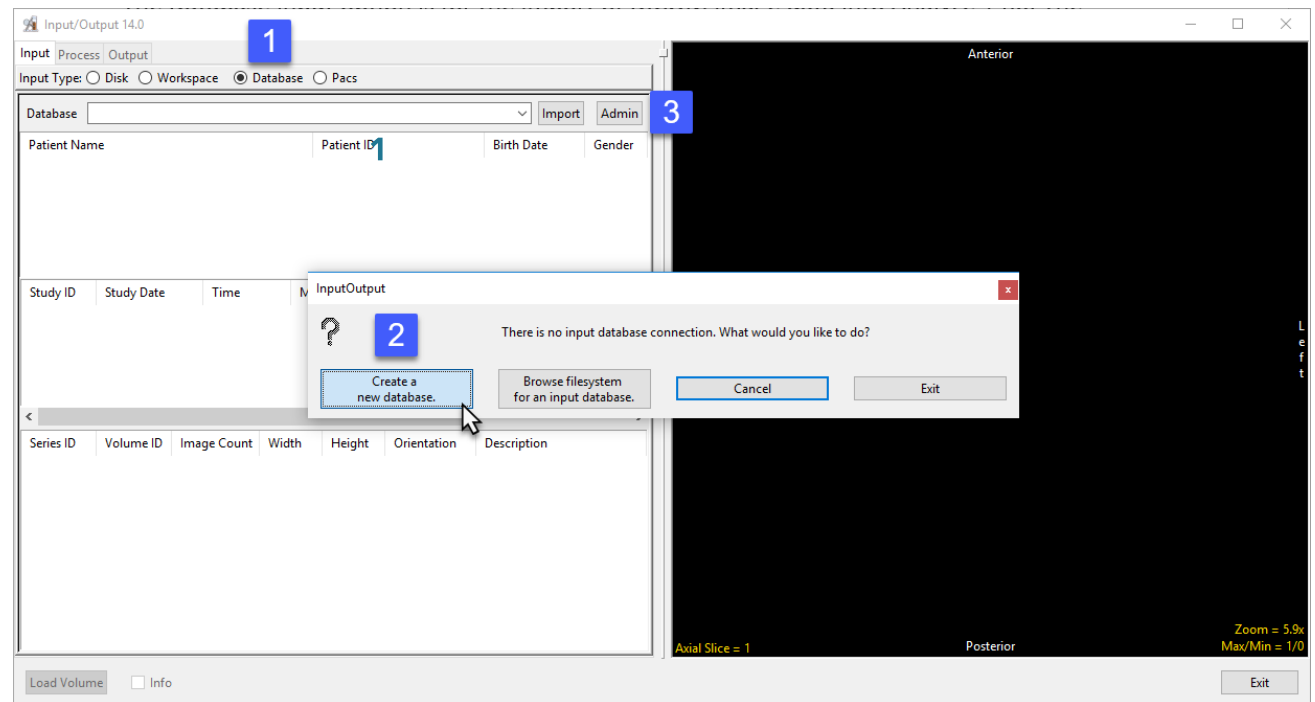 Input/Output 14.0
1
Input Process Output
Input Type: Disk Workspace Database Pacs
Database Import Admin
3
Patient Name Patient ID Birth Date Gender
1
Study ID Study Date Time M
InputOutput
x
?
2
There is no input database connection. What would you like to do?
Create a
new database.
Browse filesystem
for an input database.
Cancel
Exit
Series ID Volume ID Image Count Width Height Orientation Description
Anterior
Left
Zoom = 5.9x
Axial Slice = 1 Posterior Max/Min = 1/0
Load Volume Info Exit